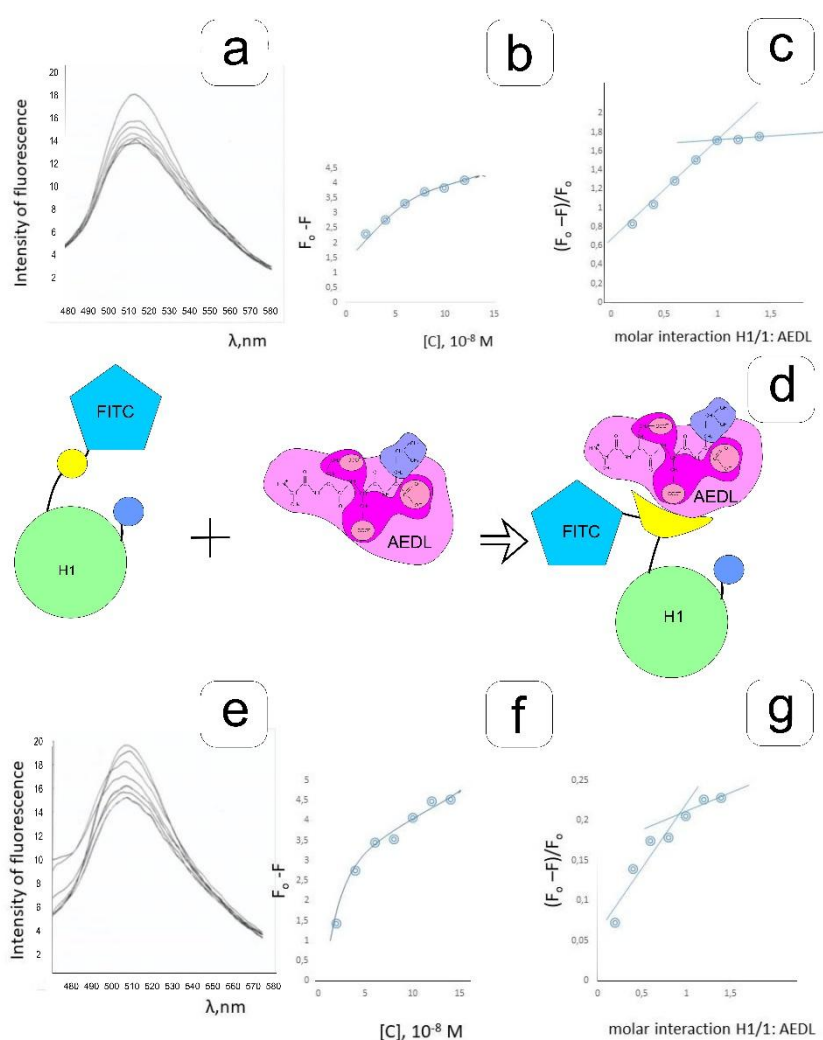 a
b
c
Intensity of fluorescence
20
18
16
14
12
10
8
6
4
2
480 490 500 510 520 530 540 550 560 570 580
λ,nm
F₀ -F
4,5
4
3,5
3
2,5
2
1,5
1
0,5
0
0 5 10 15
[C], 10⁻⁸ M
(F₀ –F)/F₀
2
1,8
1,6
1,4
1,2
1
0,8
0,6
0,4
0,2
0
0 0,5 1 1,5
molar interaction H1/1: AEDL
d
FITC
H1
+
AEDL
AEDL
FITC
H1
e
f
g
Intensity of fluorescence
20
18
16
14
12
10
8
6
4
2
480 490 500 510 520 530 540 550 560 570 580
λ,nm
F₀ -F
5
4,5
4
3,5
3
2,5
2
1,5
1
0,5
0
0 5 10 15
[C], 10⁻⁸ M
(F₀ –F)/F₀
0,25
0,2
0,15
0,1
0,05
0
0 0,5 1 1,5
molar interaction H1/1: AEDL